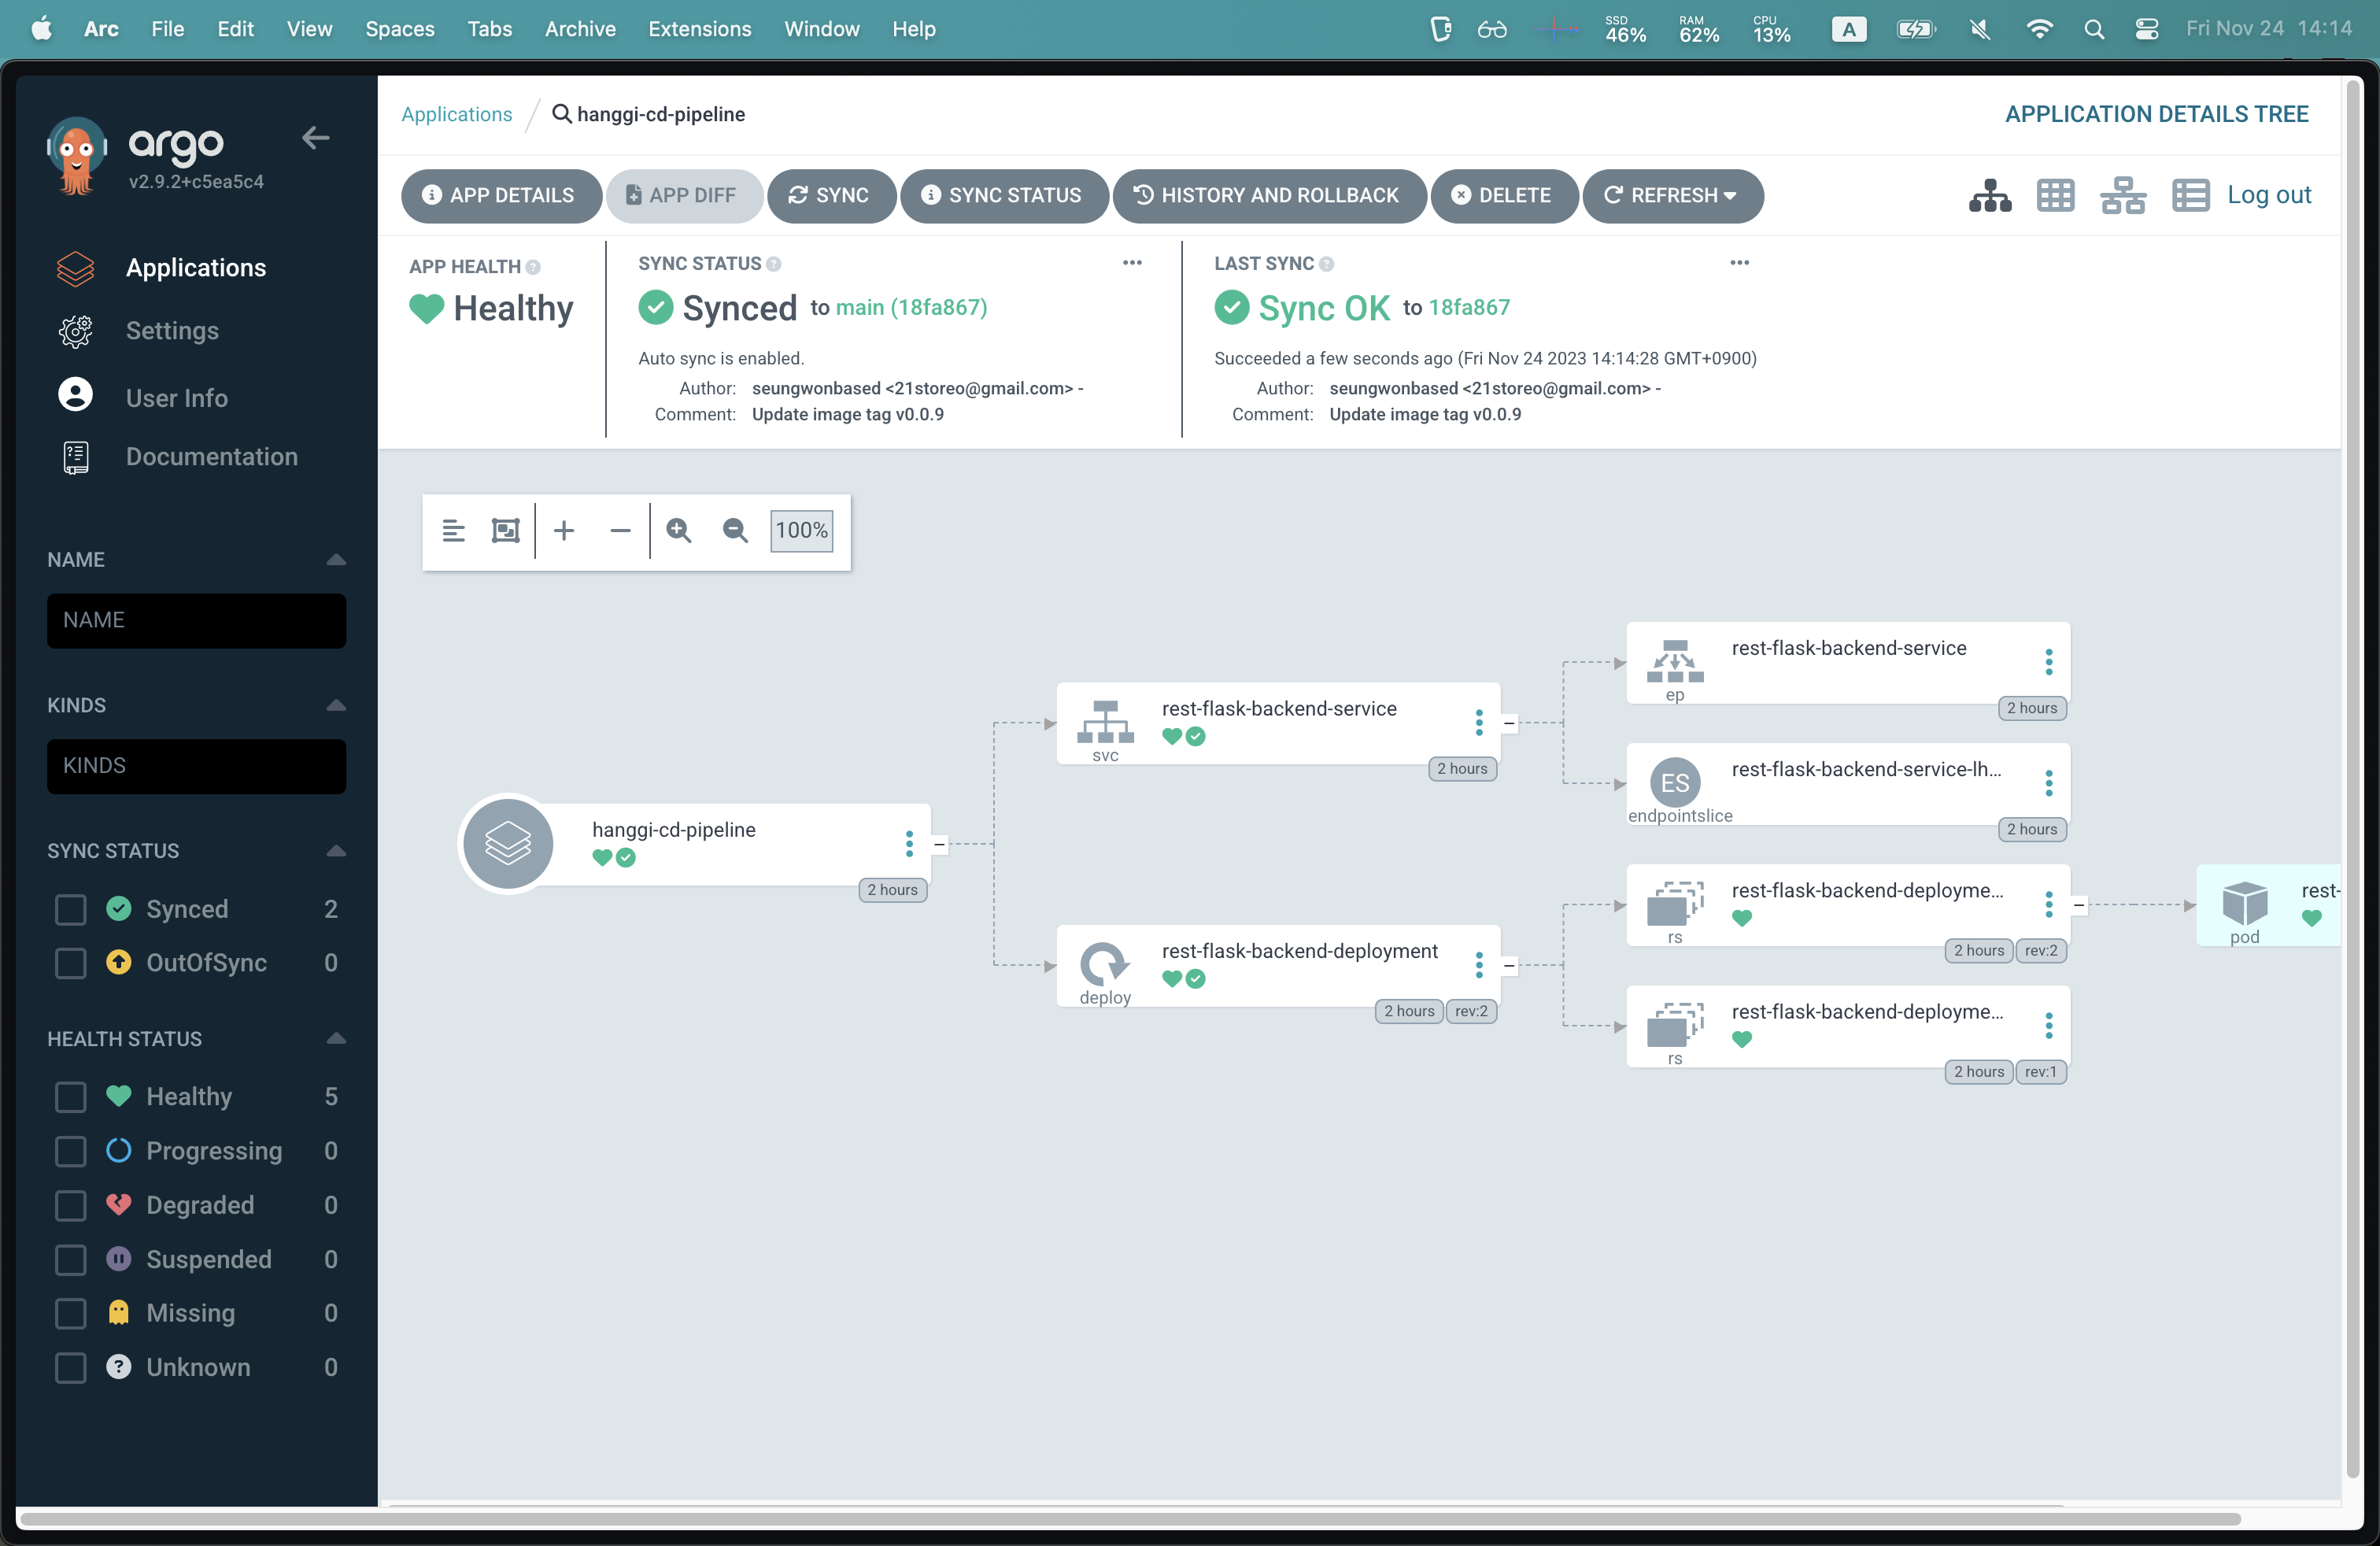 Arc File Edit View Spaces Tabs Archive Extensions Window Help SSD 46% RAM 62% CPU 13% A Fri Nov 24 14:14
argo
v2.9.2+c5ea5c4
Applications
Settings
User Info
Documentation
NAME
NAME
KINDS
KINDS
SYNC STATUS
Synced 2
OutOfSync 0
HEALTH STATUS
Healthy 5
Progressing 0
Degraded 0
Suspended 0
Missing 0
Unknown 0
Applications / hanggi-cd-pipeline
APPLICATION DETAILS TREE
APP DETAILS APP DIFF SYNC SYNC STATUS HISTORY AND ROLLBACK DELETE REFRESH Log out
APP HEALTH
Healthy
SYNC STATUS
Synced to main (18fa867)
Auto sync is enabled.
Author: seungwonbased <21storeo@gmail.com> -
Comment: Update image tag v0.0.9
LAST SYNC
Sync OK to 18fa867
Succeeded a few seconds ago (Fri Nov 24 2023 14:14:28 GMT+0900)
Author: seungwonbased <21storeo@gmail.com> -
Comment: Update image tag v0.0.9
100%
hanggi-cd-pipeline
2 hours
rest-flask-backend-service
svc
2 hours
rest-flask-backend-deployment
deploy
2 hours rev:2
rest-flask-backend-service
ep
2 hours
ES
rest-flask-backend-service-lh...
endpointslice
2 hours
rest-flask-backend-deployme...
rs
2 hours rev:2
rest-flask-backend-deployme...
rs
2 hours rev:1
rest-
pod